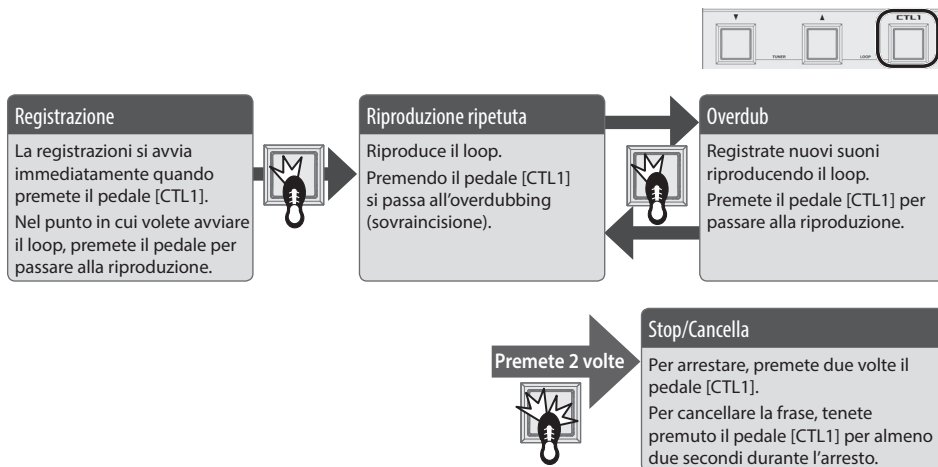 ▼ ▲ CTL1
TUNER LOOP
Registrazione
La registrazioni si avvia
immediatamente quando
premete il pedale [CTL1].
Nel punto in cui volete avviare
il loop, premete il pedale per
passare alla riproduzione.
Riproduzione ripetuta
Riproduce il loop.
Premendo il pedale [CTL1]
si passa all'overdubbing
(sovraincisione).
Overdub
Registrate nuovi suoni
riproducendo il loop.
Premete il pedale [CTL1] per
passare alla riproduzione.
Premete 2 volte
Stop/Cancella
Per arrestare, premete due volte il
pedale [CTL1].
Per cancellare la frase, tenete
premuto il pedale [CTL1] per almeno
due secondi durante l'arresto.